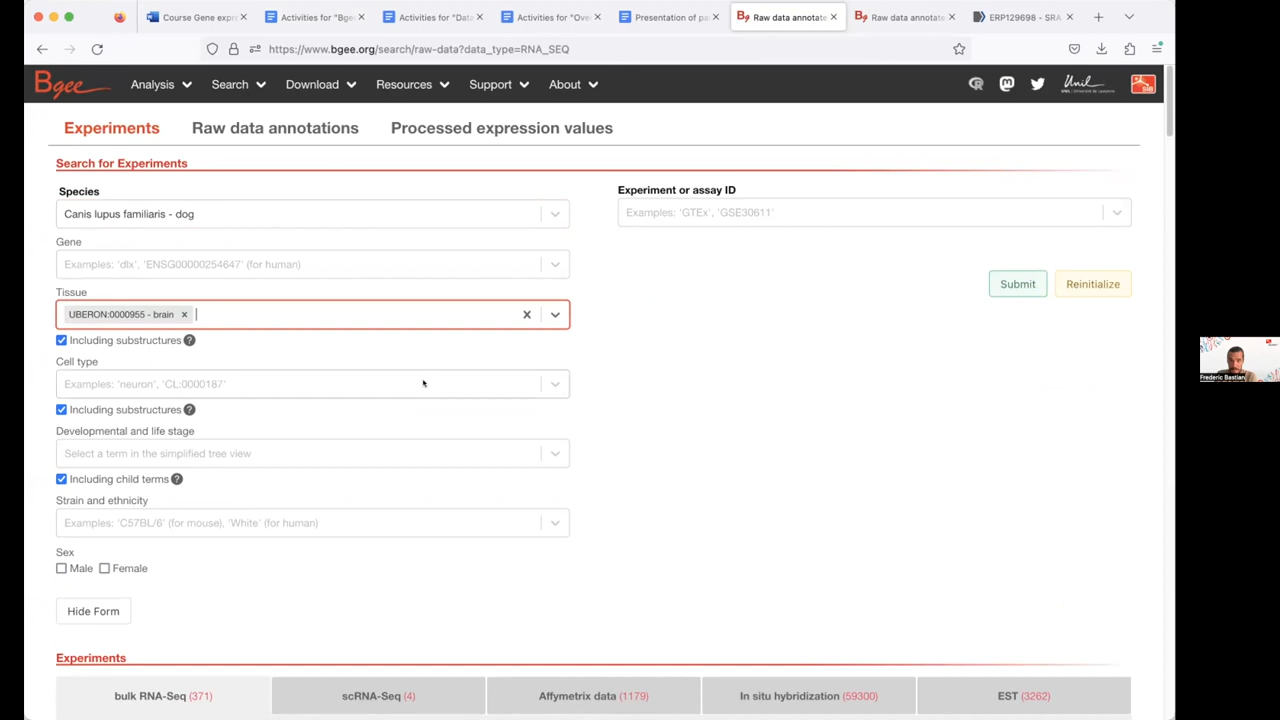 Course Gene expre
Activities for "Bge
Activities for "Data
Activities for "Ove
Presentation of pa
Raw data annotate
Raw data annotate
ERP129698 - SRA
https://www.bgee.org/search/raw-data?data_type=RNA_SEQ
Bgee
Analysis
Search
Download
Resources
Support
About
Unil
SIB
Experiments
Raw data annotations
Processed expression values
Search for Experiments
Species
Experiment or assay ID
Canis lupus familiaris - dog
Examples: 'GTEx', 'GSE30611'
Gene
Examples: 'dlx', 'ENSG00000254647' (for human)
Tissue
Submit
Reinitialize
UBERON:0000955 - brain
Including substructures
Cell type
Examples: 'neuron', 'CL:0000187'
Including substructures
Developmental and life stage
Select a term in the simplified tree view
Including child terms
Strain and ethnicity
Examples: 'C57BL/6' (for mouse), 'White' (for human)
Sex
Male
Female
Hide Form
Experiments
bulk RNA-Seq (371)
scRNA-Seq (4)
Affymetrix data (1179)
In situ hybridization (59300)
EST (3262)
Frederic Bastian